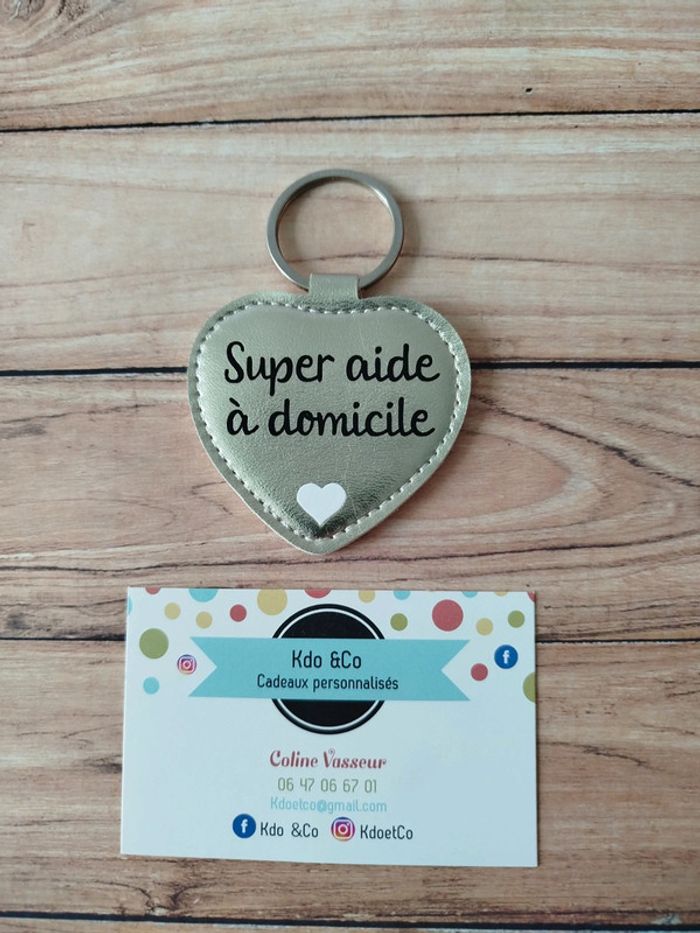 Super aide
à domicile
Kdo &Co
Cadeaux personnalisés
Coline Vasseur
06 47 06 67 01
Kdoetco@gmail.com
Kdo &Co KdoetCo